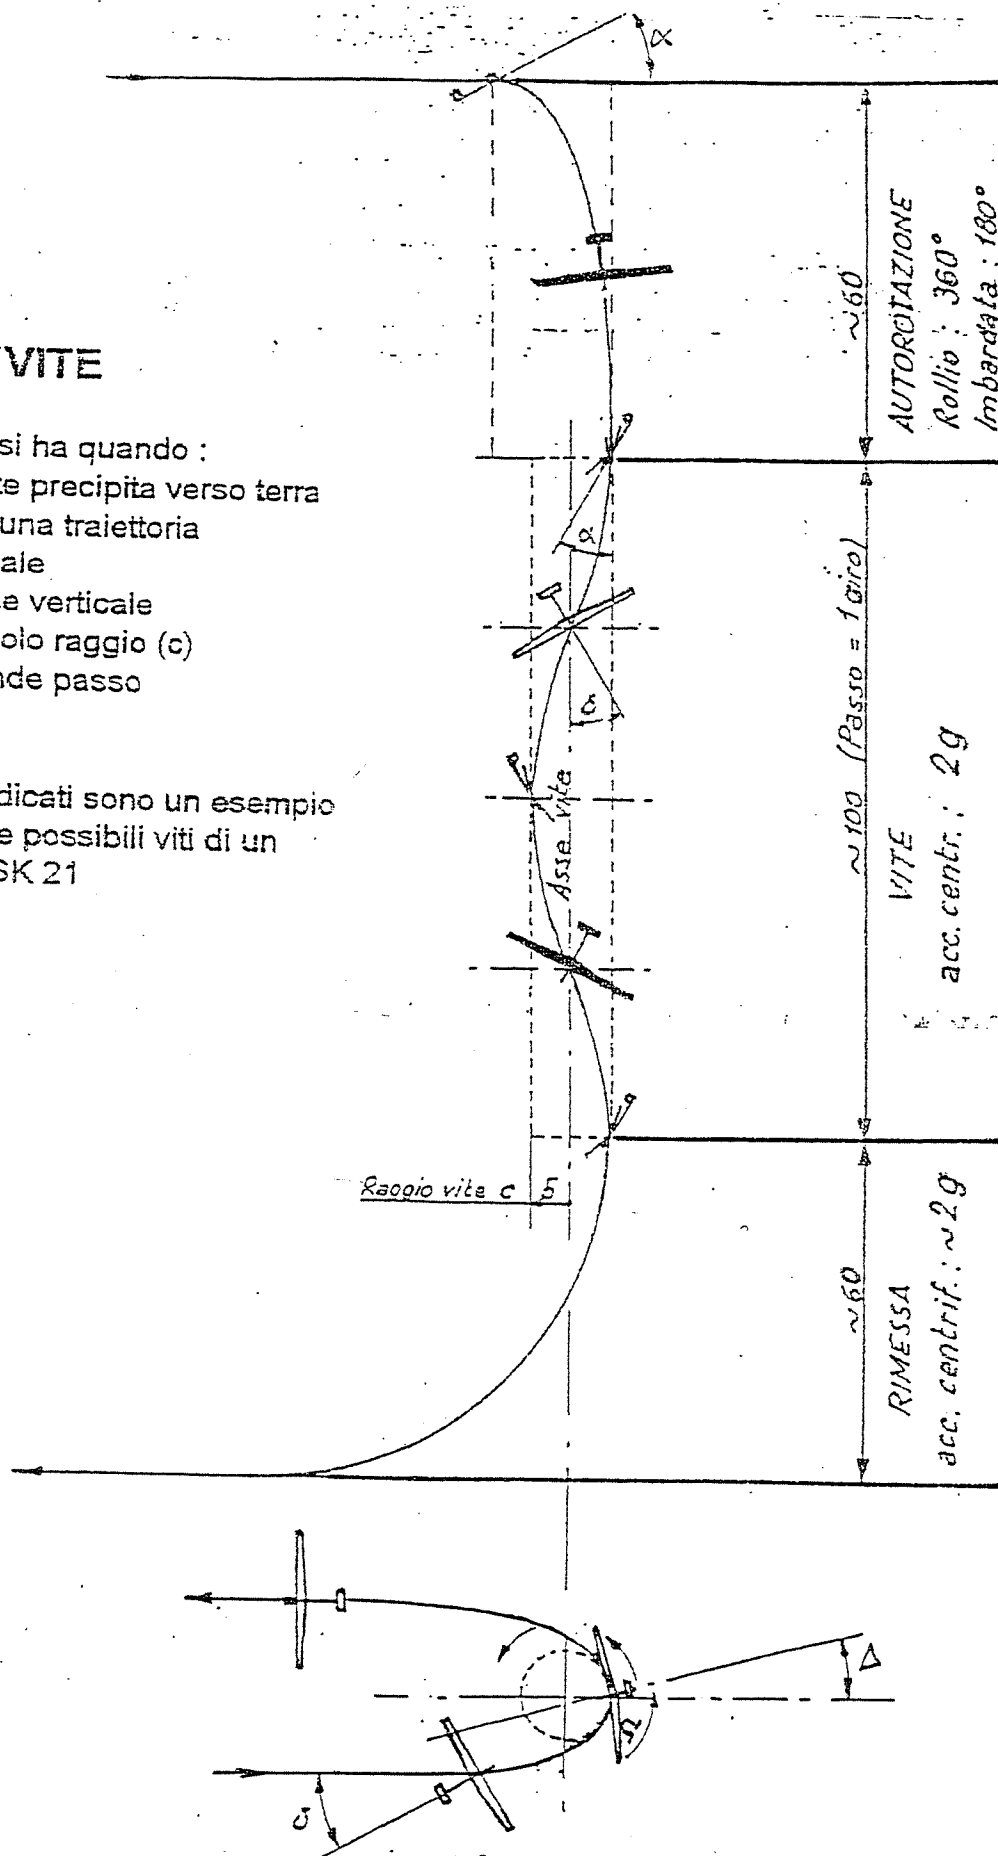 VITE
si ha quando :
te precipita verso terra
una traiettoria
ale
e verticale
olo raggio (c)
nde passo
dicati sono un esempio
e possibili viti di un
SK 21
α
~60
AUTOROTAZIONE
Rollio : 360°
Imbardata : 180°
α
Asse vite
~100 (Passo = 1 giro)
VITE
acc. centr. : 2g
Raggio vite c 5
~60
RIMESSA
acc. centrif. : ~2g
Δ
Ω